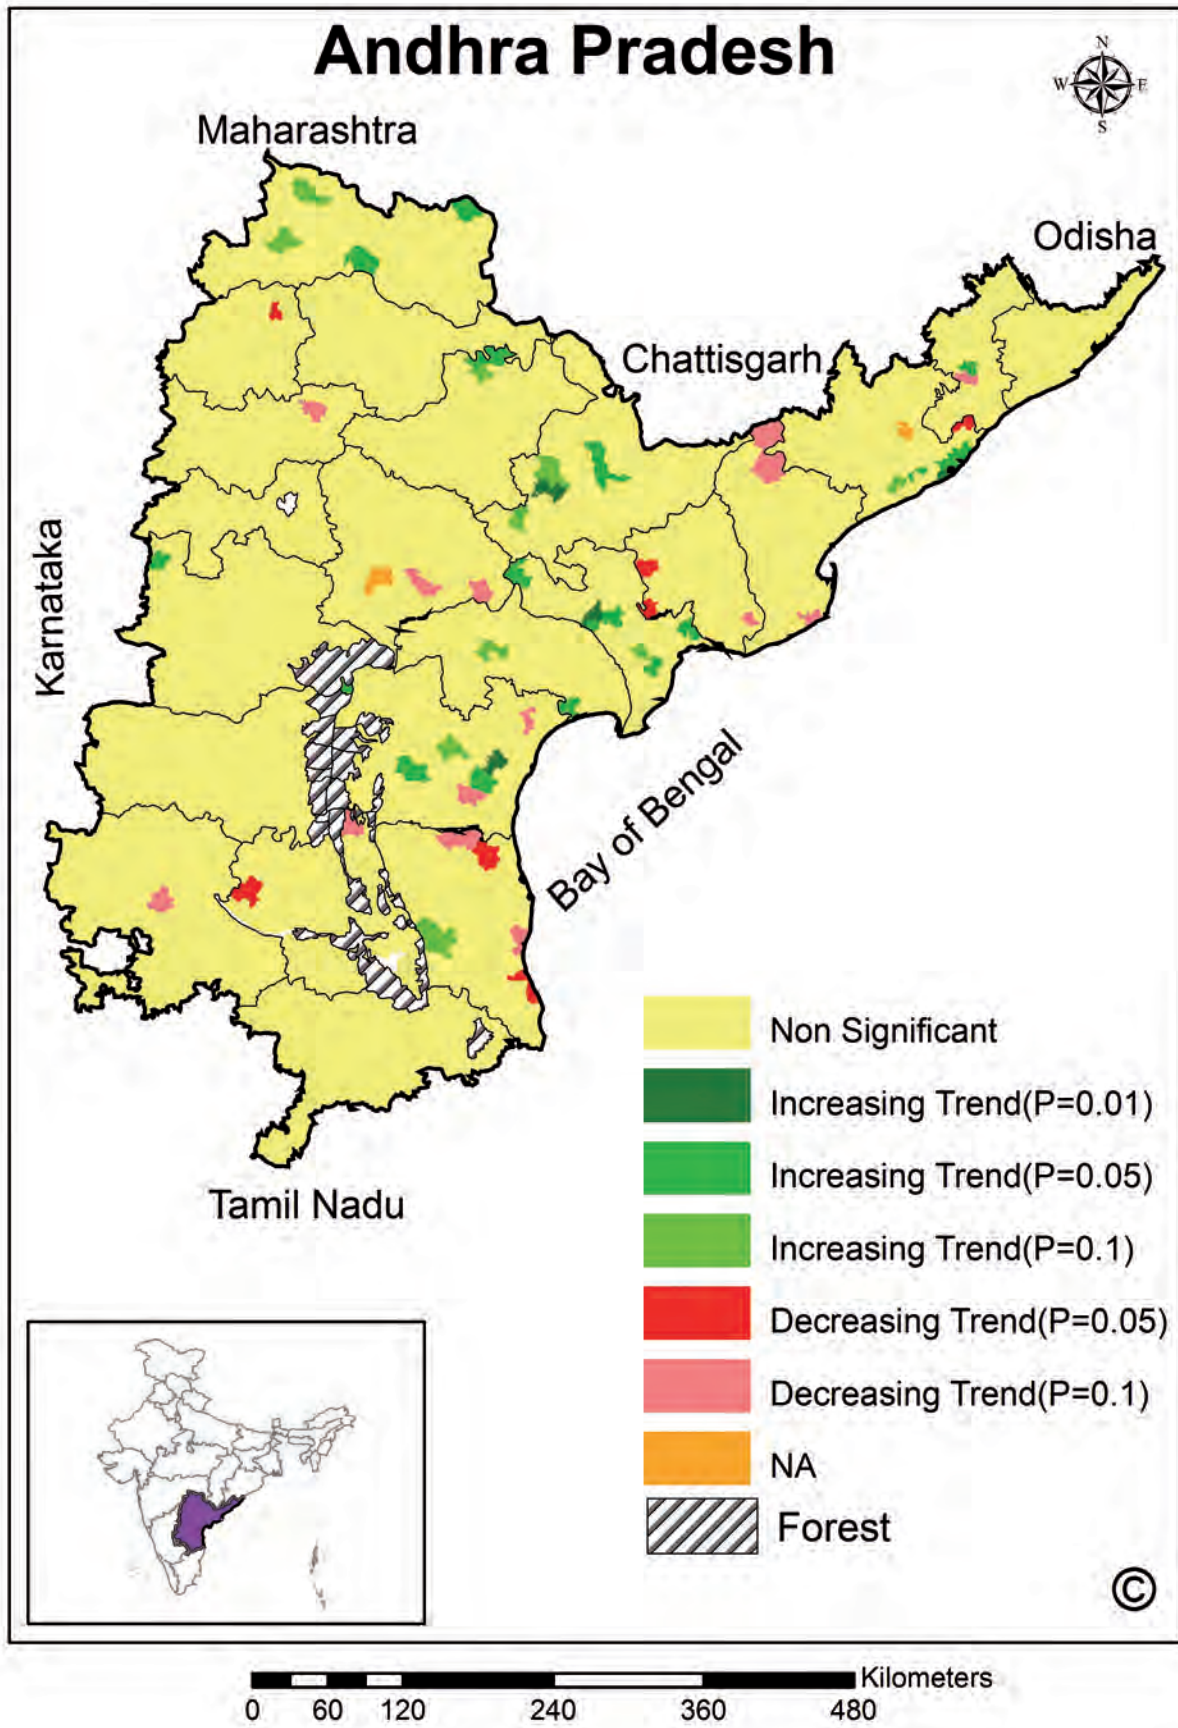 Andhra Pradesh
N
W
E
S
Maharashtra
Odisha
Chattisgarh
Karnataka
Bay of Bengal
Tamil Nadu
Non Significant
Increasing Trend(P=0.01)
Increasing Trend(P=0.05)
Increasing Trend(P=0.1)
Decreasing Trend(P=0.05)
Decreasing Trend(P=0.1)
NA
Forest
©
Kilometers
0 60 120 240 360 480